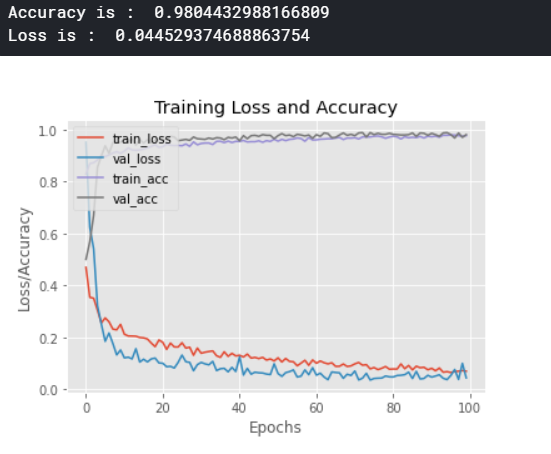 Accuracy is :  0.9804432988166809
Loss is :  0.044529374688863754
Training Loss and Accuracy
1.0
0.8
0.6
0.4
0.2
0.0
Loss/Accuracy
train_loss
val_loss
train_acc
val_acc
0 20 40 60 80 100
Epochs